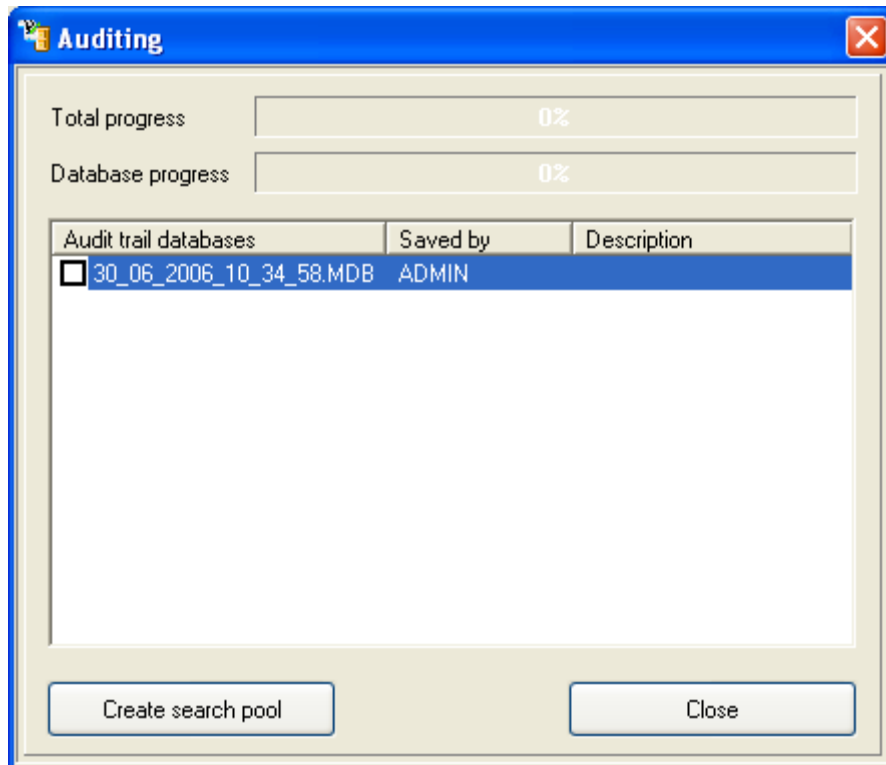 Auditing
Total progress 0%
Database progress 0%
Audit trail databases Saved by Description
30_06_2006_10_34_58.MDB ADMIN
Create search pool Close